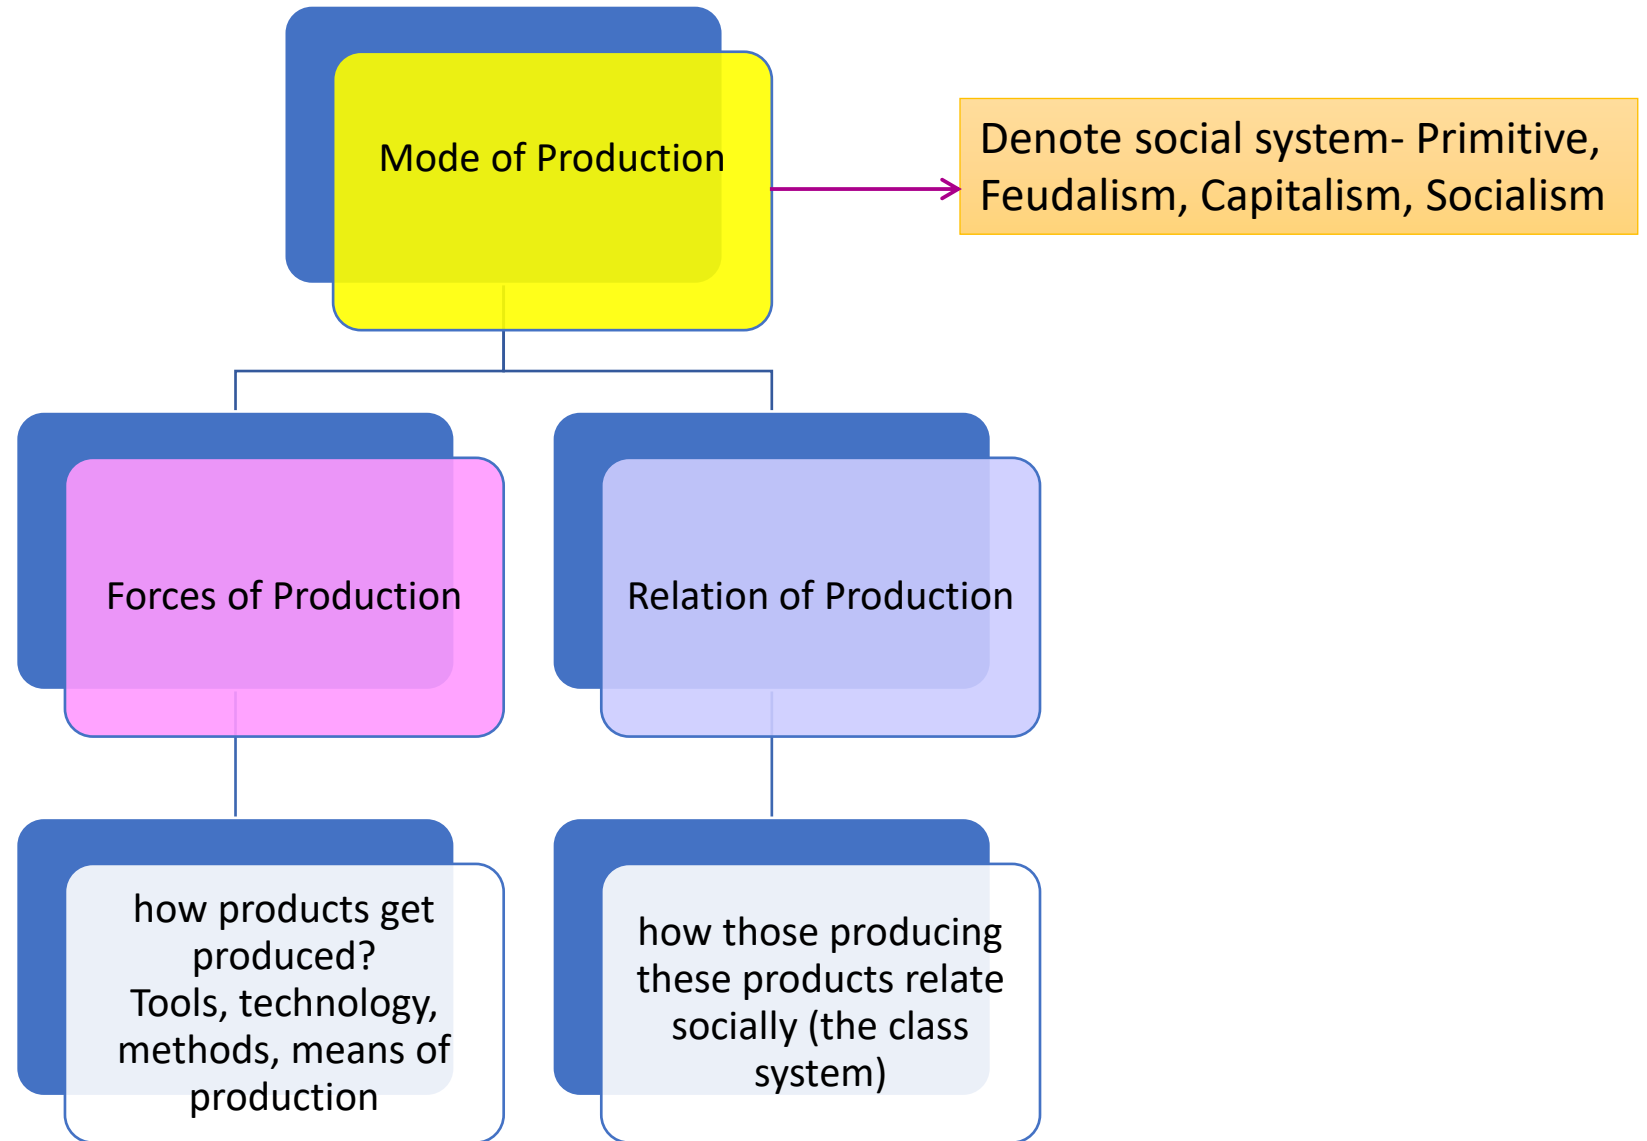 Mode of Production
Denote social system- Primitive,
Feudalism, Capitalism, Socialism
Forces of Production
Relation of Production
how products get
produced?
Tools, technology,
methods, means of
production
how those producing
these products relate
socially (the class
system)